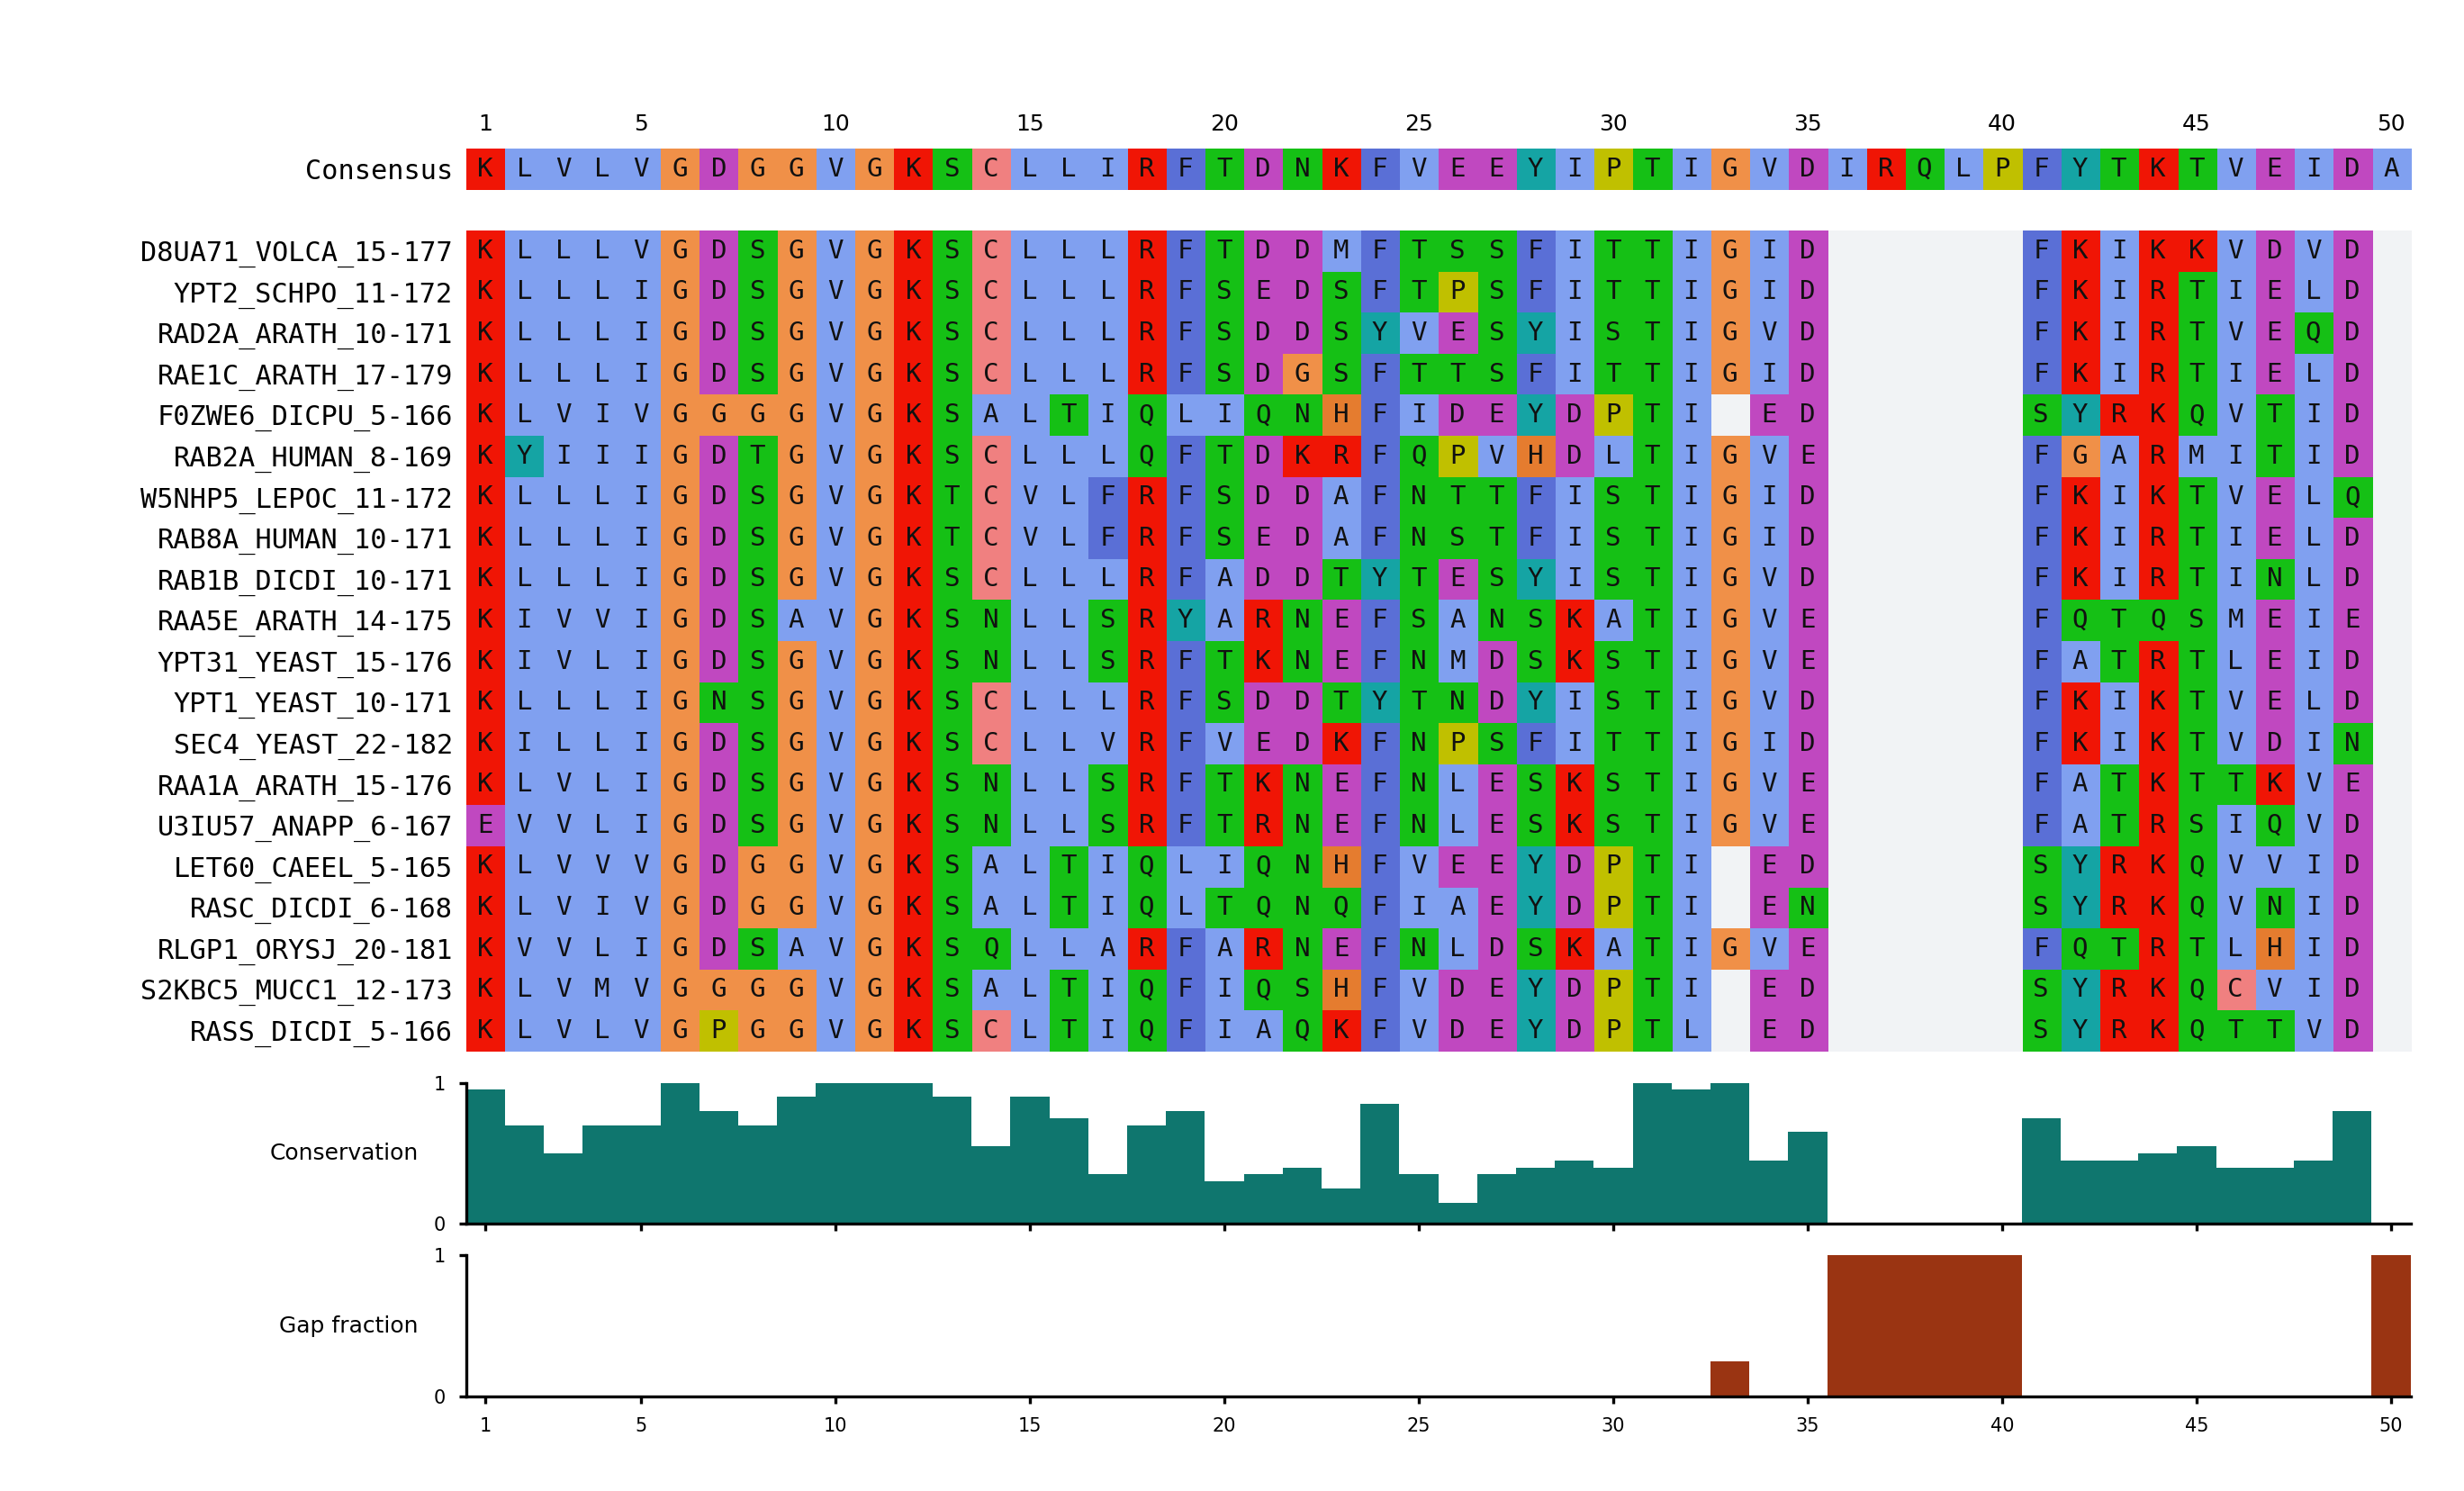 1 5 10 15 20 25 30 35 40 45 50
Consensus K L V L V G D G G V G K S C L L I R F T D N K F V E E Y I P T I G V D I R Q L P F Y T K T V E I D A
D8UA71_VOLCA_15-177 K L L L V G D S G V G K S C L L L R F T D D M F T S S F I T T I G I D F K I K K V D V D
YPT2_SCHPO_11-172 K L L L I G D S G V G K S C L L L R F S E D S F T P S F I T T I G I D F K I R T I E L D
RAD2A_ARATH_10-171 K L L L I G D S G V G K S C L L L R F S D D S Y V E S Y I S T I G V D F K I R T V E Q D
RAE1C_ARATH_17-179 K L L L I G D S G V G K S C L L L R F S D G S F T T S F I T T I G I D F K I R T I E L D
F0ZWE6_DICPU_5-166 K L V I V G G G G V G K S A L T I Q L I Q N H F I D E Y D P T I E D S Y R K Q V T I D
RAB2A_HUMAN_8-169 K Y I I I G D T G V G K S C L L L Q F T D K R F Q P V H D L T I G V E F G A R M I T I D
W5NHP5_LEPOC_11-172 K L L L I G D S G V G K T C V L F R F S D D A F N T T F I S T I G I D F K I K T V E L Q
RAB8A_HUMAN_10-171 K L L L I G D S G V G K T C V L F R F S E D A F N S T F I S T I G I D F K I R T I E L D
RAB1B_DICDI_10-171 K L L L I G D S G V G K S C L L L R F A D D T Y T E S Y I S T I G V D F K I R T I N L D
RAA5E_ARATH_14-175 K I V V I G D S A V G K S N L L S R Y A R N E F S A N S K A T I G V E F Q T Q S M E I E
YPT31_YEAST_15-176 K I V L I G D S G V G K S N L L S R F T K N E F N M D S K S T I G V E F A T R T L E I D
YPT1_YEAST_10-171 K L L L I G N S G V G K S C L L L R F S D D T Y T N D Y I S T I G V D F K I K T V E L D
SEC4_YEAST_22-182 K I L L I G D S G V G K S C L L V R F V E D K F N P S F I T T I G I D F K I K T V D I N
RAA1A_ARATH_15-176 K L V L I G D S G V G K S N L L S R F T K N E F N L E S K S T I G V E F A T K T T K V E
U3IU57_ANAPP_6-167 E V V L I G D S G V G K S N L L S R F T R N E F N L E S K S T I G V E F A T R S I Q V D
LET60_CAEEL_5-165 K L V V V G D G G V G K S A L T I Q L I Q N H F V E E Y D P T I E D S Y R K Q V V I D
RASC_DICDI_6-168 K L V I V G D G G V G K S A L T I Q L T Q N Q F I A E Y D P T I E N S Y R K Q V N I D
RLGP1_ORYSJ_20-181 K V V L I G D S A V G K S Q L L A R F A R N E F N L D S K A T I G V E F Q T R T L H I D
S2KBC5_MUCC1_12-173 K L V M V G G G G V G K S A L T I Q F I Q S H F V D E Y D P T I E D S Y R K Q C V I D
RASS_DICDI_5-166 K L V L V G P G G V G K S C L T I Q F I A Q K F V D E Y D P T L E D S Y R K Q T T V D
1
Conservation
0
1
Gap fraction
0
1 5 10 15 20 25 30 35 40 45 50